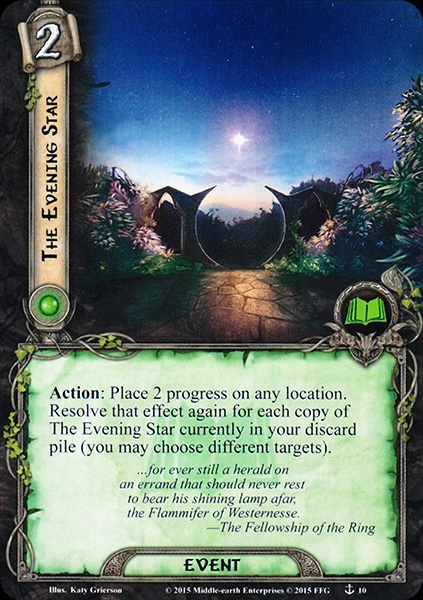 2
The Evening Star
Action: Place 2 progress on any location.
Resolve that effect again for each copy of
The Evening Star currently in your discard
pile (you may choose different targets).
...for ever still a herald on
an errand that should never rest
to bear his shining lamp afar,
the Flammifer of Westernesse.
—The Fellowship of the Ring
EVENT
Illus. Katy Grierson © 2015 Middle-earth Enterprises © 2015 FFG 10